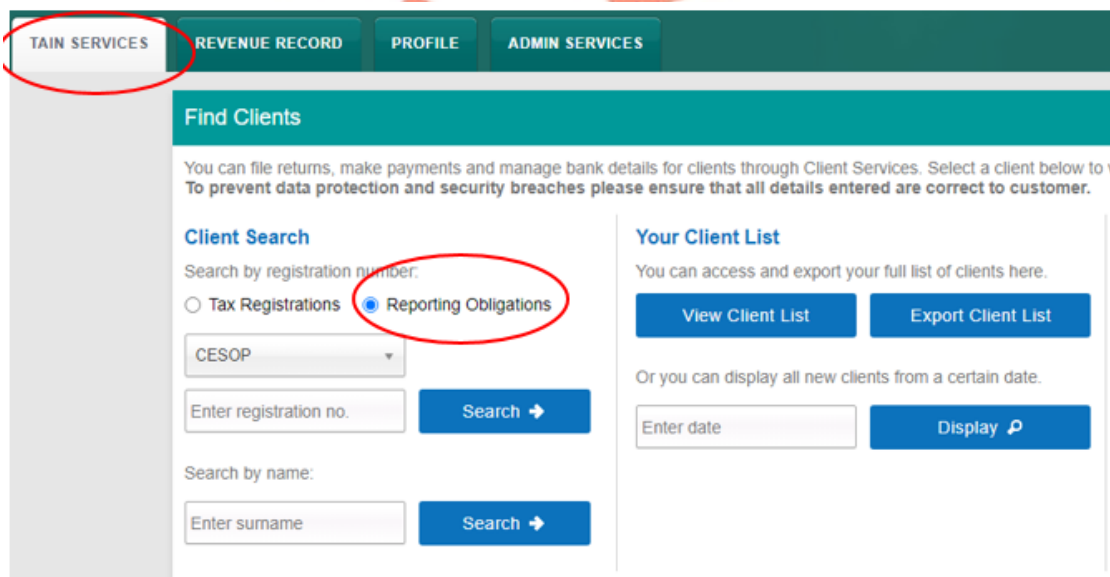 TAIN SERVICES
REVENUE RECORD
PROFILE
ADMIN SERVICES
Find Clients
You can file returns, make payments and manage bank details for clients through Client Services. Select a client below to
To prevent data protection and security breaches please ensure that all details entered are correct to customer.
Client Search
Search by registration number:
Tax Registrations
Reporting Obligations
CESOP
Enter registration no.
Search
Search by name:
Enter surname
Search
Your Client List
You can access and export your full list of clients here.
View Client List
Export Client List
Or you can display all new clients from a certain date.
Enter date
Display